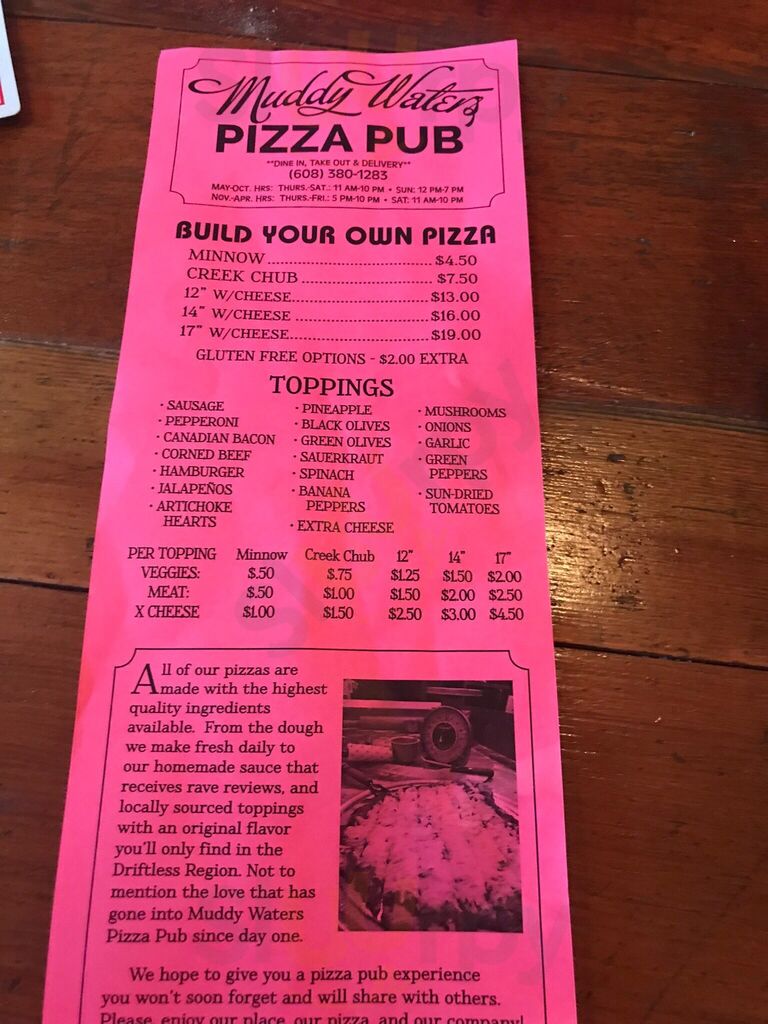 Muddy Waters
PIZZA PUB
**DINE IN, TAKE OUT & DELIVERY**
(608) 380-1283
MAY-OCT. HRS: THURS.-SAT.: 11 AM-10 PM • SUN: 12 PM-7 PM
NOV.-APR. HRS: THURS.-FRI.: 5 PM-10 PM • SAT: 11 AM-10 PM
BUILD YOUR OWN PIZZA
MINNOW.......................................$4.50
CREEK CHUB ...............................$7.50
12” W/CHEESE.................................$13.00
14” W/CHEESE.................................$16.00
17” W/CHEESE.................................$19.00
GLUTEN FREE OPTIONS - $2.00 EXTRA
TOPPINGS
· SAUSAGE
· PEPPERONI
· CANADIAN BACON
· CORNED BEEF
· HAMBURGER
· JALAPEÑOS
· ARTICHOKE
HEARTS
· PINEAPPLE
· BLACK OLIVES
· GREEN OLIVES
· SAUERKRAUT
· SPINACH
· BANANA
PEPPERS
· EXTRA CHEESE
· MUSHROOMS
· ONIONS
· GARLIC
· GREEN
PEPPERS
· SUN-DRIED
TOMATOES
PER TOPPING Minnow Creek Chub 12” 14” 17”
VEGGIES: $.50 $.75 $1.25 $1.50 $2.00
MEAT: $.50 $1.00 $1.50 $2.00 $2.50
X CHEESE $1.00 $1.50 $2.50 $3.00 $4.50
All of our pizzas are
made with the highest
quality ingredients
available. From the dough
we make fresh daily to
our homemade sauce that
receives rave reviews, and
locally sourced toppings
with an original flavor
you'll only find in the
Driftless Region. Not to
mention the love that has
gone into Muddy Waters
Pizza Pub since day one.
We hope to give you a pizza pub experience
you won't soon forget and will share with others.
Please, enjoy our place, our pizza, and our company!